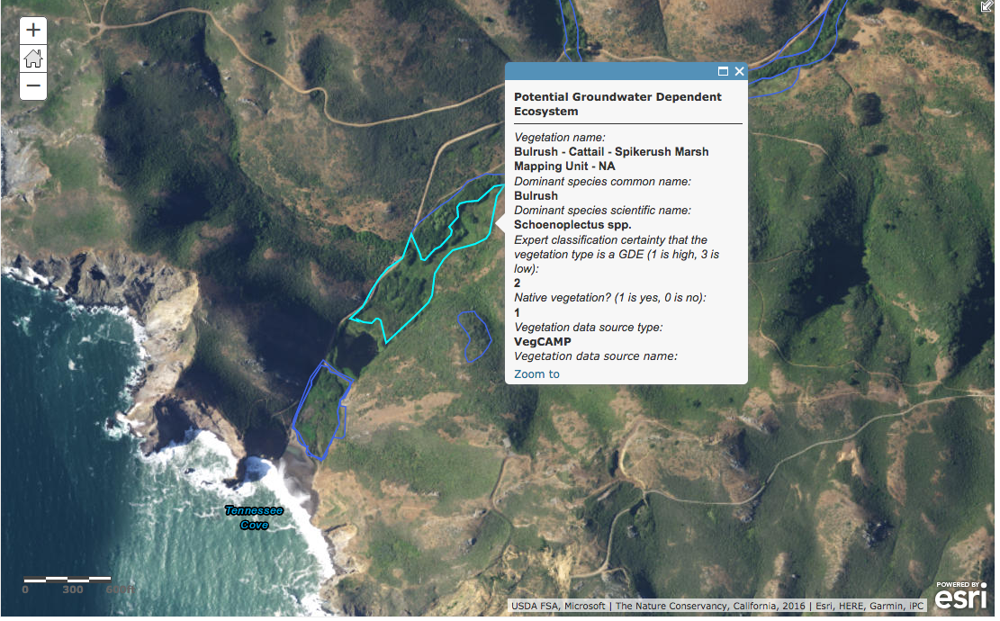 +
−
Potential Groundwater Dependent
Ecosystem
Vegetation name:
Bulrush - Cattail - Spikerush Marsh
Mapping Unit - NA
Dominant species common name:
Bulrush
Dominant species scientific name:
Schoenoplectus spp.
Expert classification certainty that the
vegetation type is a GDE (1 is high, 3 is
low):
2
Native vegetation? (1 is yes, 0 is no):
1
Vegetation data source type:
VegCAMP
Vegetation data source name:
Zoom to
Tennessee
Cove
0 300 600ft
USDA FSA, Microsoft | The Nature Conservancy, California, 2016 | Esri, HERE, Garmin, iPC
POWERED BY
esri